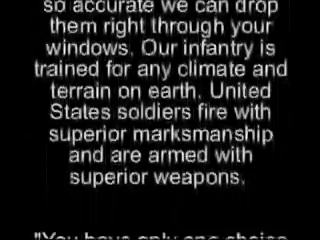 so accurate we can drop
them right through your
windows. Our infantry is
trained for any climate and
terrain on earth. United
States soldiers fire with
superior marksmanship
and are armed with
superior weapons.
"You have only one choice